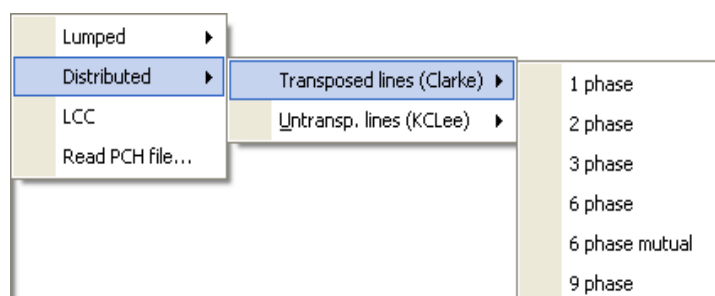 Lumped
Distributed
LCC
Read PCH file...
Transposed lines (Clarke)
Untransp. lines (KCLee)
1 phase
2 phase
3 phase
6 phase
6 phase mutual
9 phase